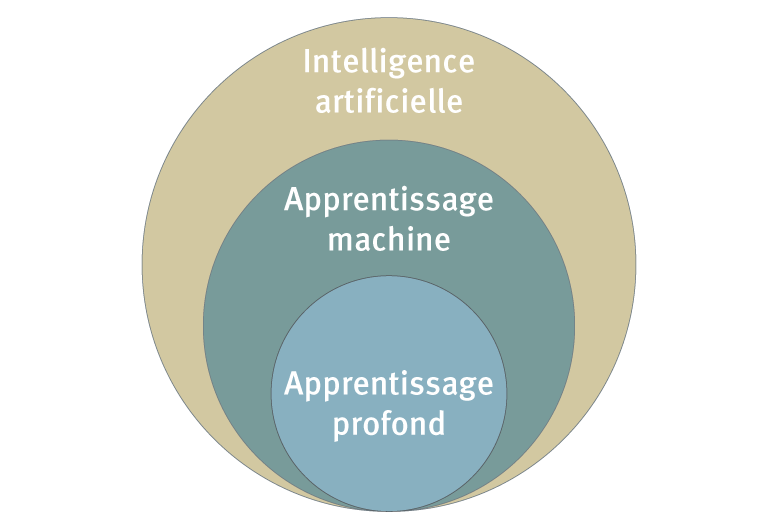 Intelligence
artificielle
Apprentissage
machine
Apprentissage
profond